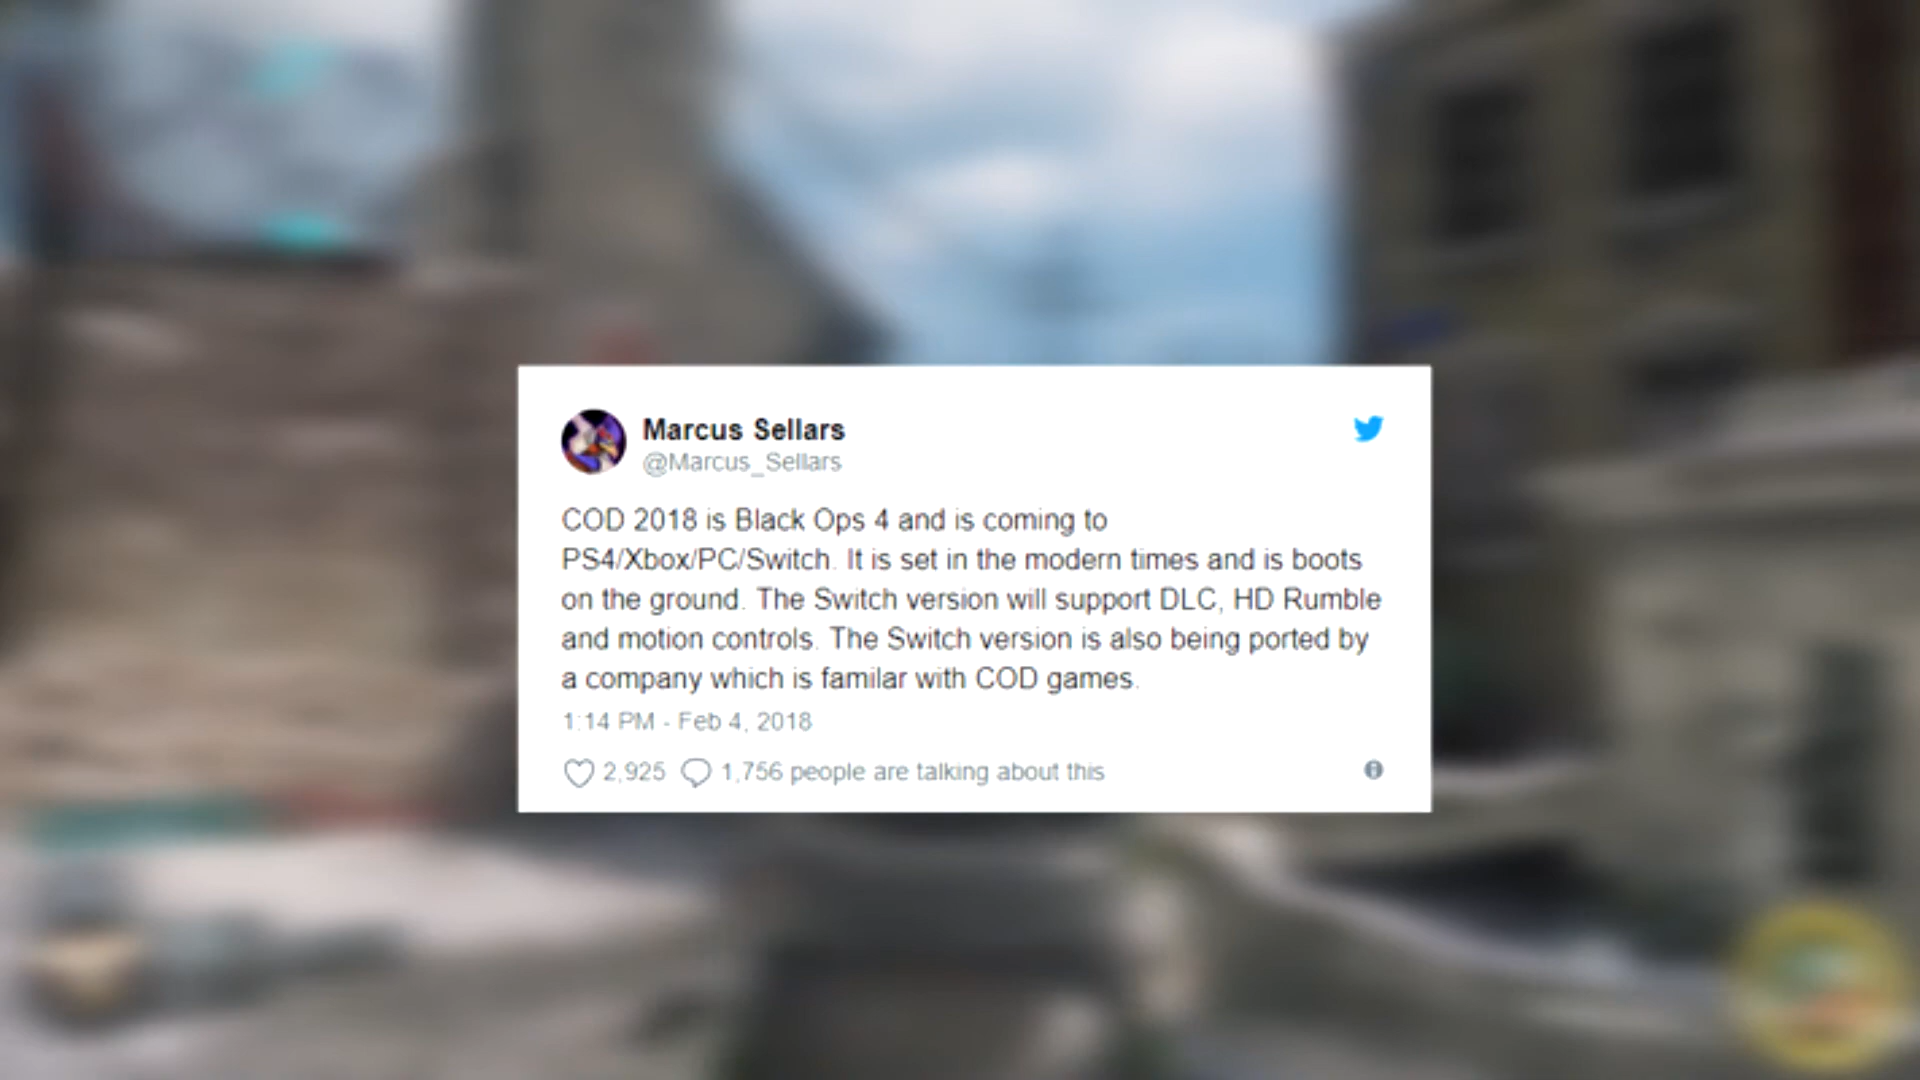 Marcus Sellars
@Marcus_Sellars
COD 2018 is Black Ops 4 and is coming to
PS4/Xbox/PC/Switch. It is set in the modern times and is boots
on the ground. The Switch version will support DLC, HD Rumble
and motion controls. The Switch version is also being ported by
a company which is familar with COD games.
1:14 PM - Feb 4, 2018
2,925 1,756 people are talking about this